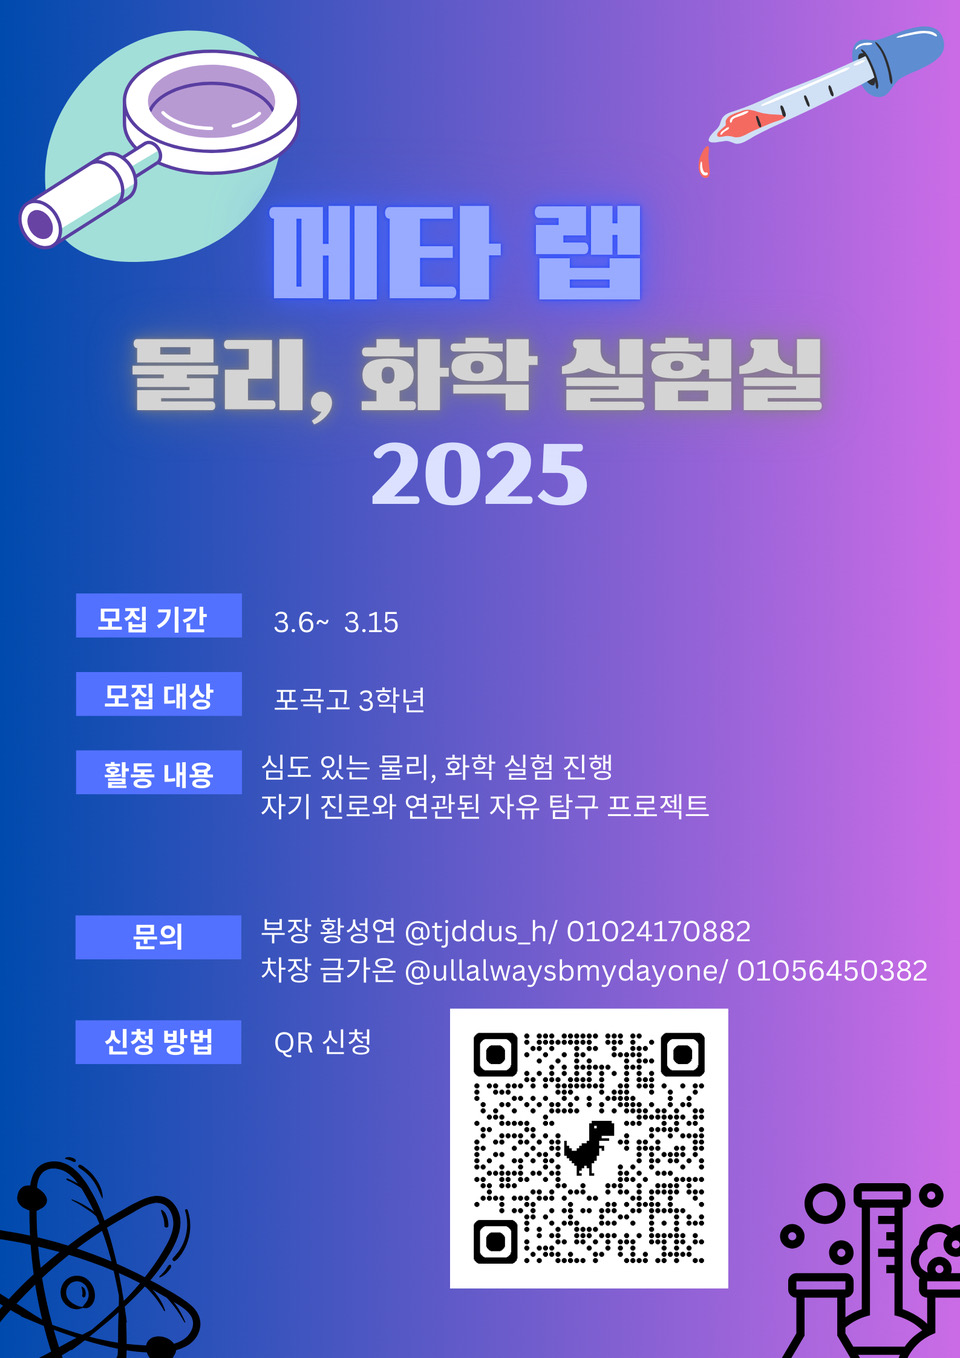 메타 랩
물리, 화학 실험실
2025
모집 기간 3.6~ 3.15
모집 대상 포곡고 3학년
활동 내용 심도 있는 물리, 화학 실험 진행
자기 진로와 연관된 자유 탐구 프로젝트
문의 부장 황성연 @tjddus_h/ 01024170882
차장 금가온 @ullalwaysbmydayone/ 01056450382
신청 방법 QR 신청